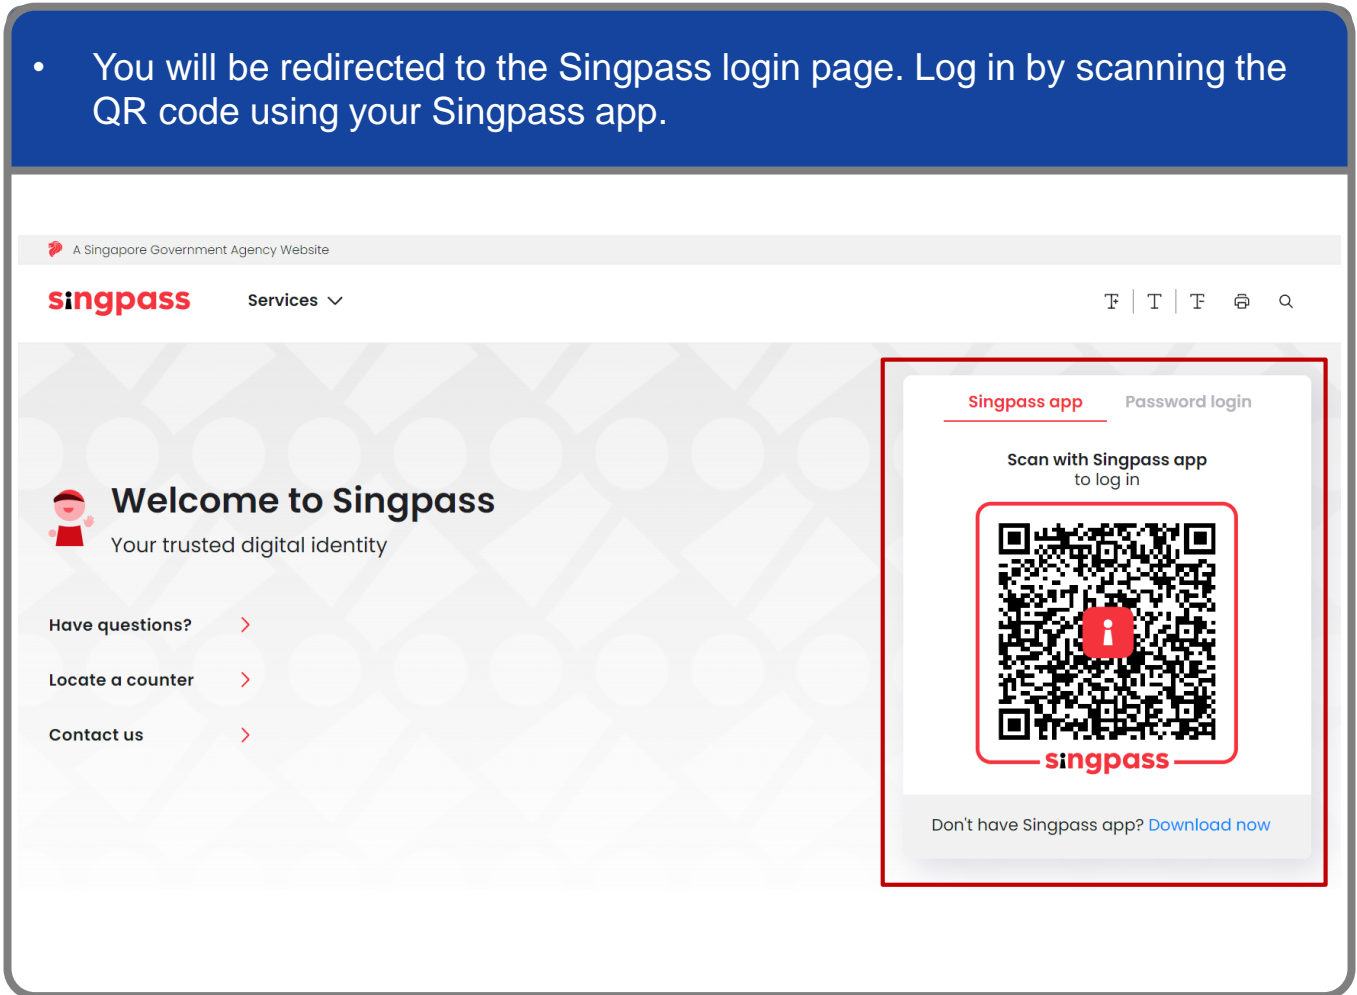 • You will be redirected to the Singpass login page. Log in by scanning the
QR code using your Singpass app.
A Singapore Government Agency Website
singpass
Services
T+ T T-
Singpass app
Password login
Scan with Singpass app
to log in
Welcome to Singpass
Your trusted digital identity
Have questions?
Locate a counter
Contact us
singpass
Don't have Singpass app? Download now